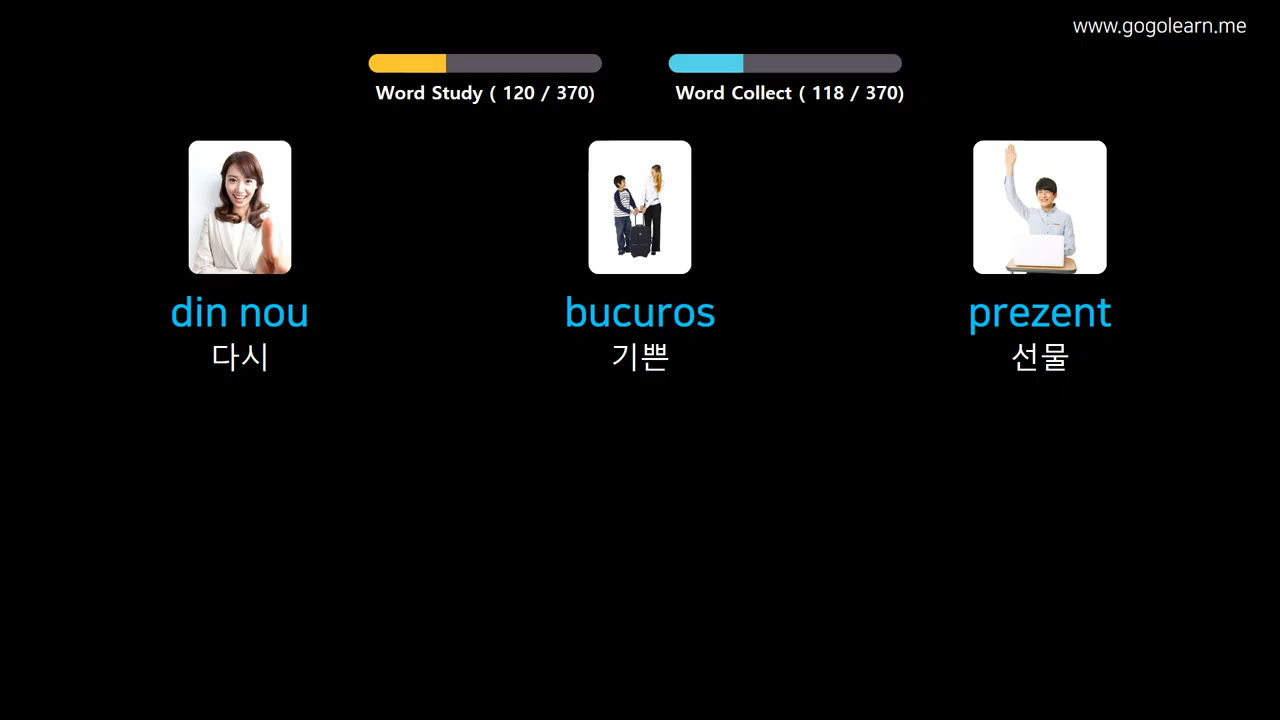 www.gogolearn.me
Word Study ( 120 / 370)
Word Collect ( 118 / 370)
din nou
다시
bucuros
기쁜
prezent
선물